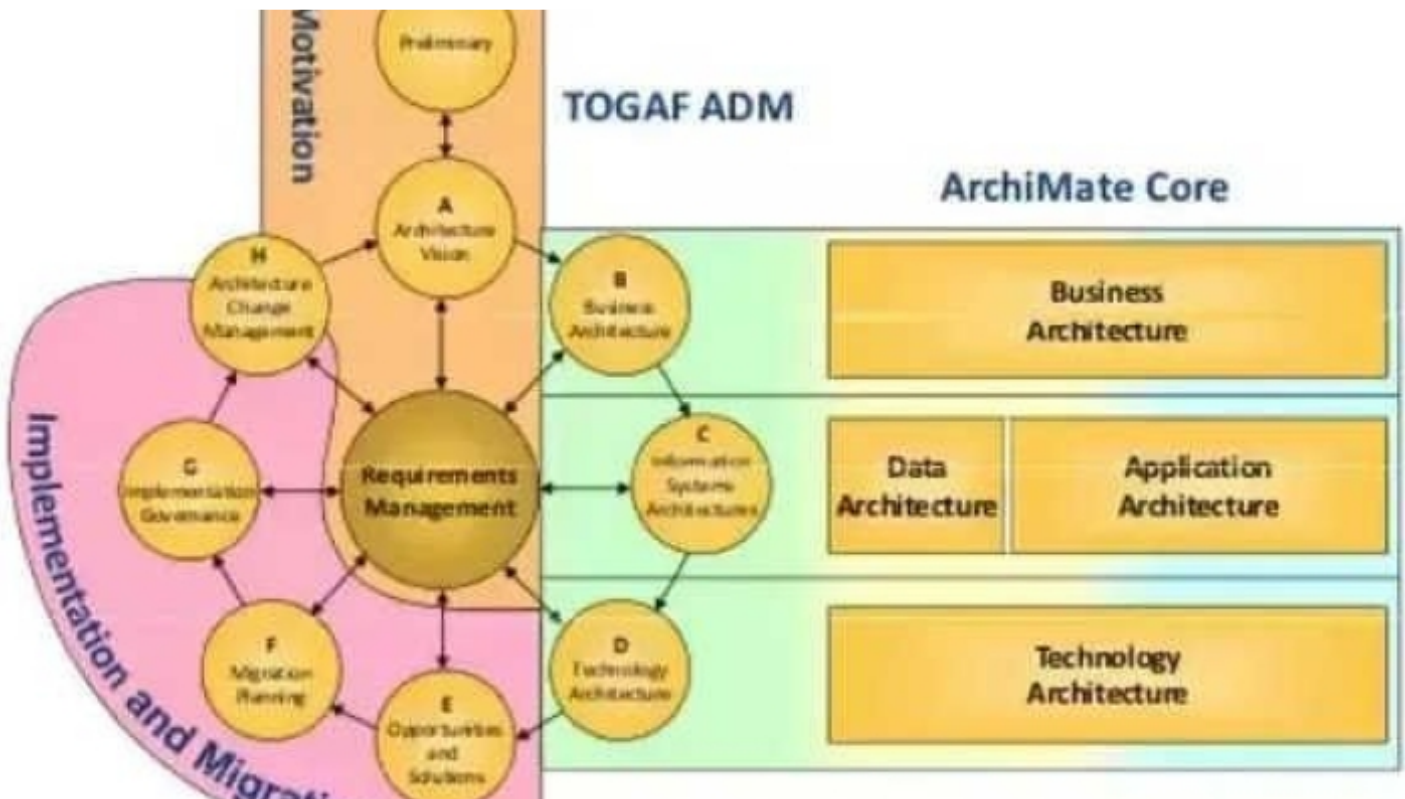 Motivation
Preliminary
TOGAF ADM
ArchiMate Core
A
Architecture
Vision
H
Architecture
Change
Management
B
Business
Architecture
Business
Architecture
C
Information
Systems
Architectures
Data
Architecture
Application
Architecture
G
Implementation
Governance
Requirements
Management
F
Migration
Planning
D
Technology
Architecture
Technology
Architecture
E
Opportunities
and
Solutions
Implementation and Migrati